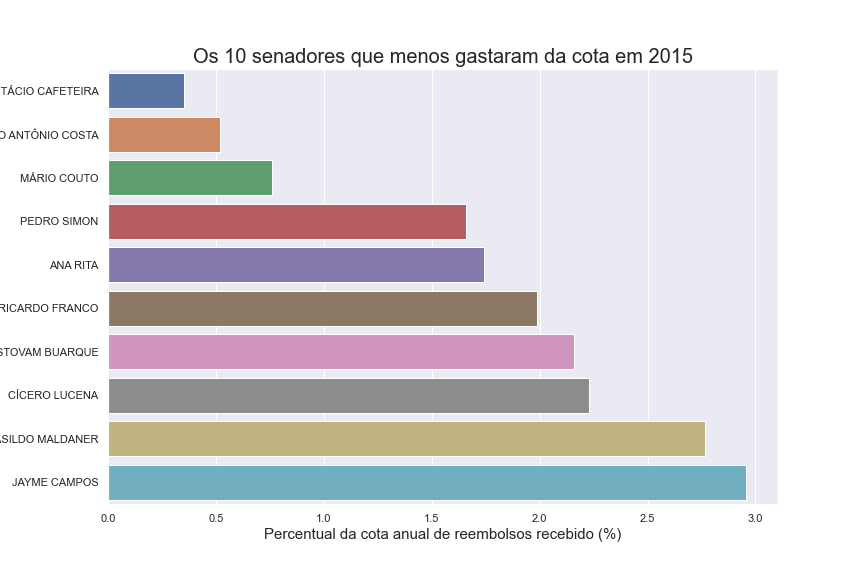 Os 10 senadores que menos gastaram da cota em 2015
TÁCIO CAFETEIRA
O ANTÔNIO COSTA
MÁRIO COUTO
PEDRO SIMON
ANA RITA
RICARDO FRANCO
STOVAM BUARQUE
CÍCERO LUCENA
ASILDO MALDANER
JAYME CAMPOS
0.0 0.5 1.0 1.5 2.0 2.5 3.0
Percentual da cota anual de reembolsos recebido (%)